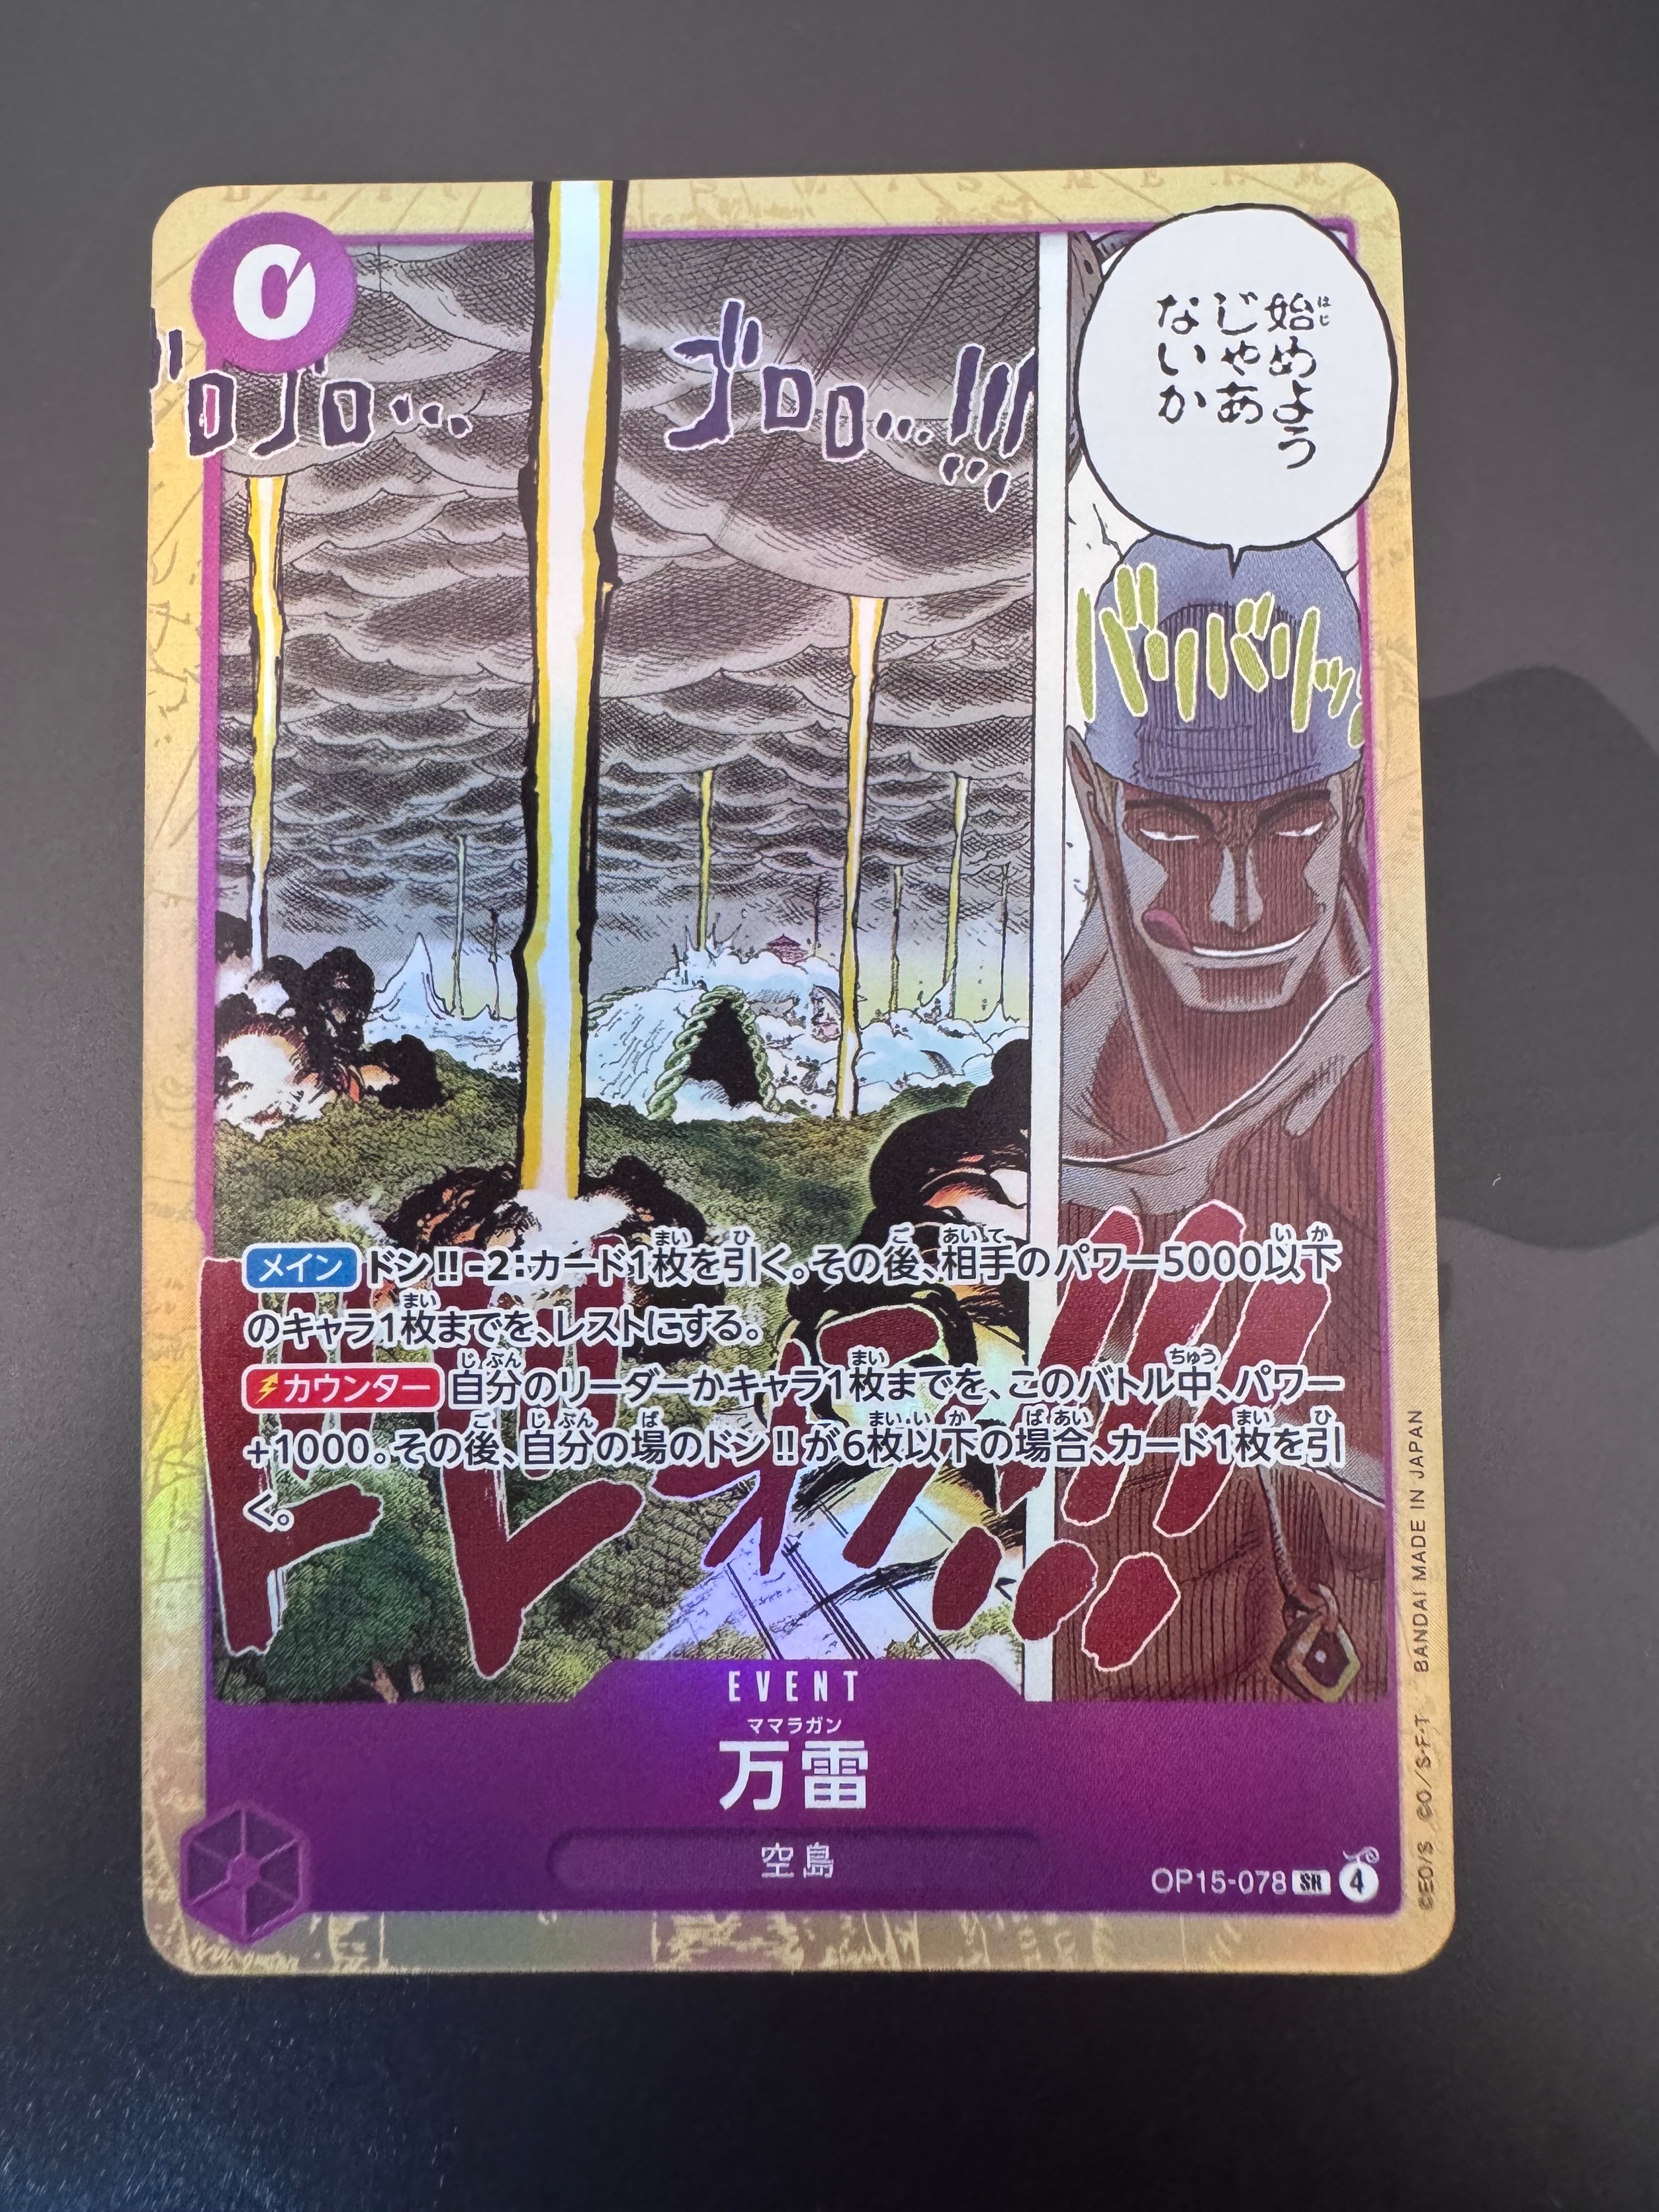 0
ゴロゴロ…
ゴロロ…!!!
始めよう
じゃあ
ないか
バリバリッ
メイン ドン!!-2:カード1枚を引く。その後、相手のパワー5000以下
のキャラ1枚までを、レストにする。
カウンター 自分のリーダーかキャラ1枚までを、このバトル中、パワー
+1000。その後、自分の場のドン!!が6枚以下の場合、カード1枚を引
く。
EVENT
ママラガン
万雷
空島
OP15-078 SR 4
©EO/S ©O/S·F·T BANDAI MADE IN JAPAN